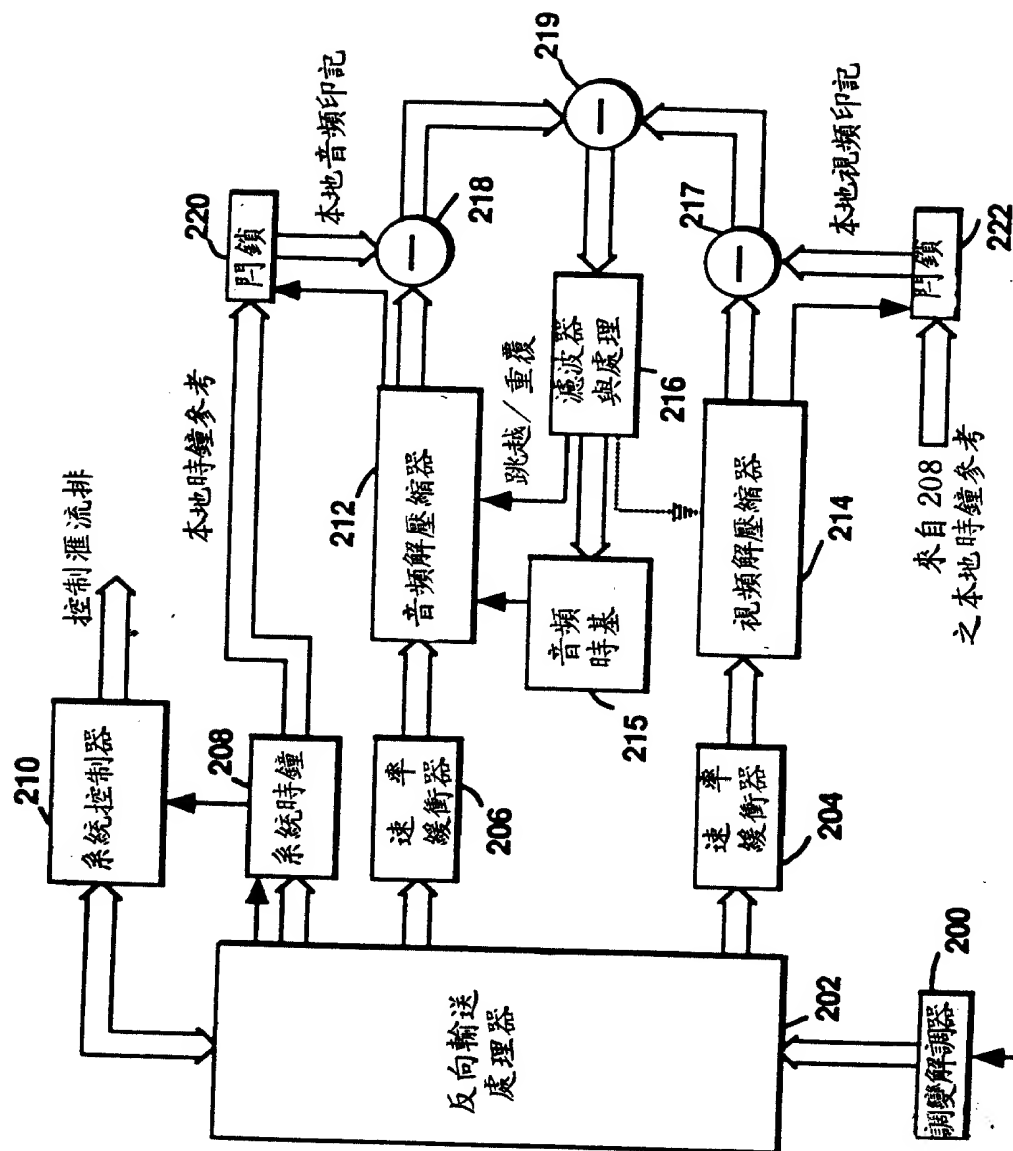 控制滙流排
210
系統控制器
本地時鐘參考
220
閂鎖
本地音頻印記
208
系統時鐘
212
音頻解壓縮器
218
219
速率
緩衝器
206
跳越/重覆
濾波器
與處理
216
音頻
時基
215
反向輸送
處理器
202
速率
緩衝器
204
視頻解壓縮器
214
217
本地視頻印記
閂鎖
222
來自208
之本地時鐘參考
200
調變解調器